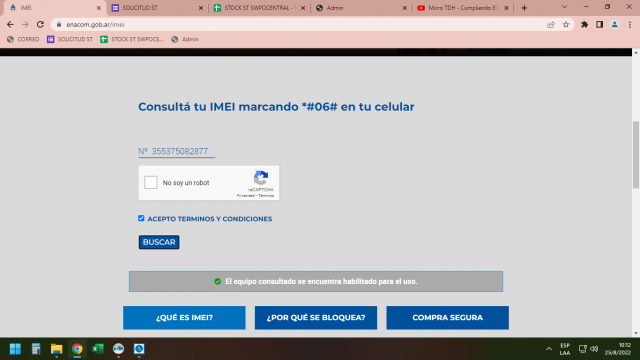 IMEI
SOLICITUD ST
STOCK ST SWPOCENTRAL -
Admin
Micro TDH - Cumpliendo E
enacom.gob.ar/imei
CORREO
SOLICITUD ST
STOCK ST SWPOCE...
Admin
Consultá tu IMEI marcando *#06# en tu celular
Nº 355375082877
No soy un robot
reCAPTCHA
Privacidad - Términos
ACEPTO TERMINOS Y CONDICIONES
BUSCAR
El equipo consultado se encuentra habilitado para el uso.
¿QUÉ ES IMEI?
¿POR QUÉ SE BLOQUEA?
COMPRA SEGURA
ESP
LAA
10:12
25/8/2022